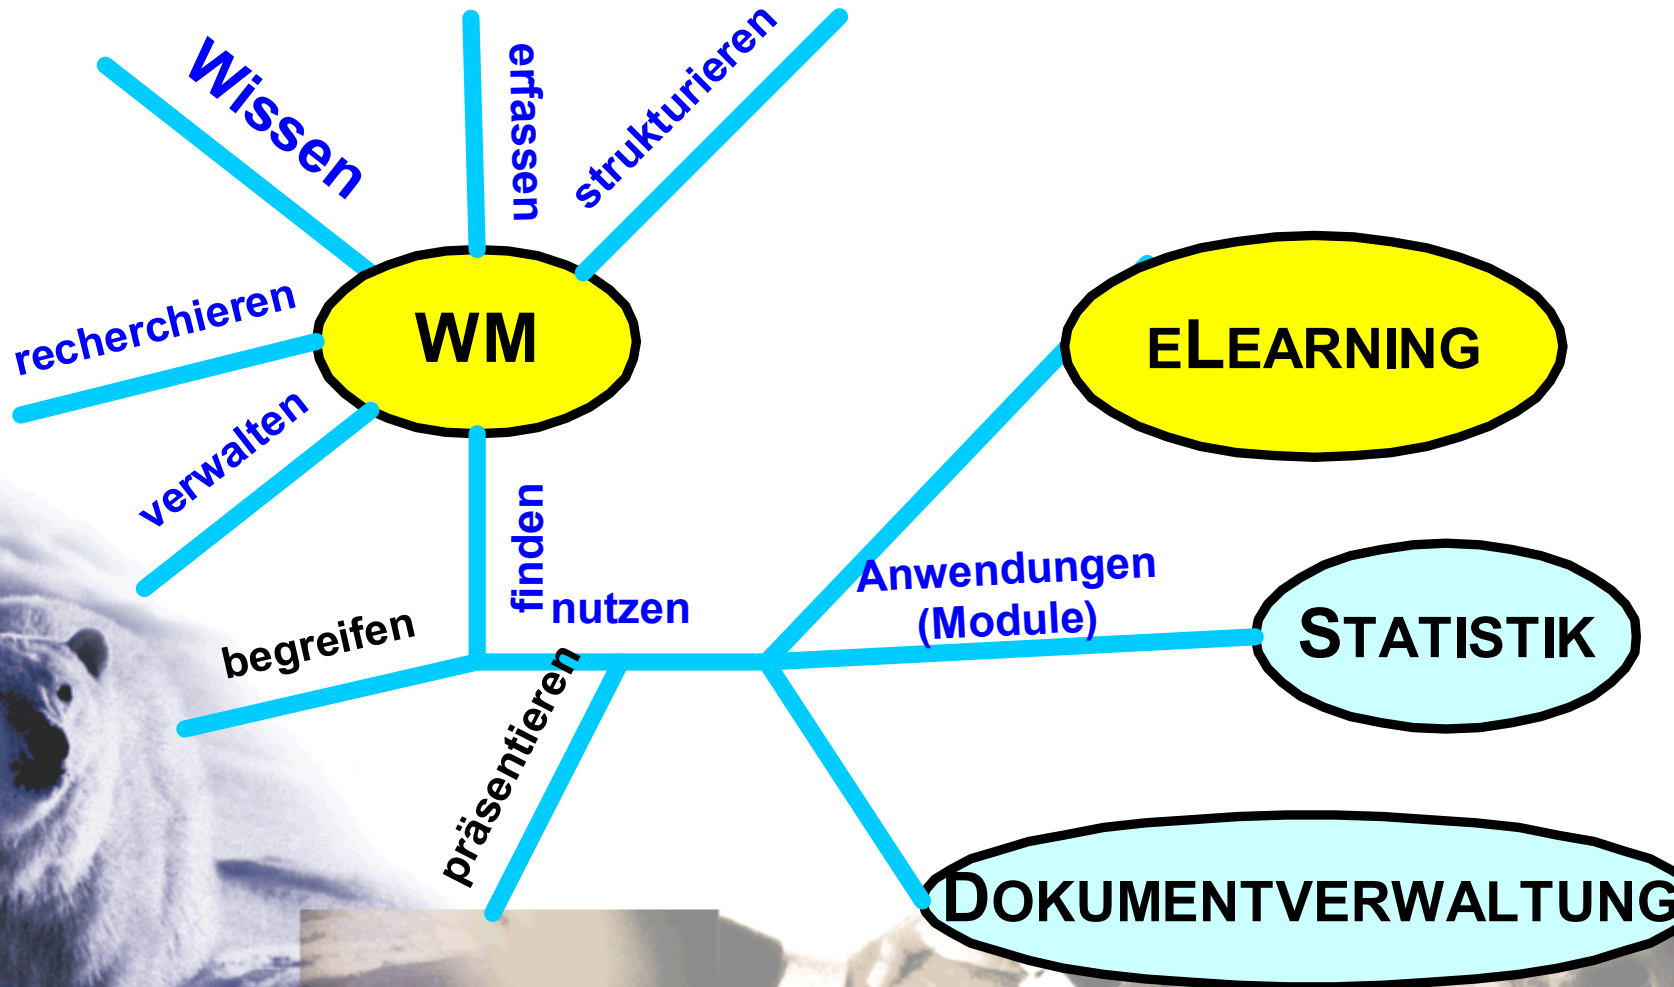 Wissen
erfassen
strukturieren
recherchieren
WM
eLEARNING
verwalten
finden
nutzen
Anwendungen
(Module)
begreifen
STATISTIK
präsentieren
DOKUMENTVERWALTUNG